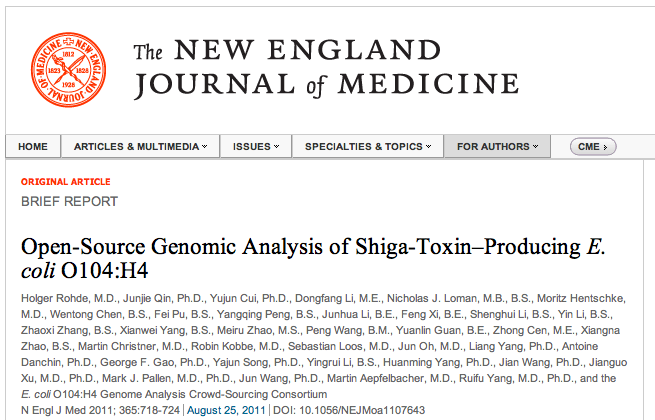 The NEW ENGLAND
JOURNAL of MEDICINE
NEW-ENGLAND
JOURNAL OF MEDICINE
1812
1823
1828
1928
HOME ARTICLES & MULTIMEDIA ISSUES SPECIALTIES & TOPICS FOR AUTHORS CME
ORIGINAL ARTICLE
BRIEF REPORT
Open-Source Genomic Analysis of Shiga-Toxin–Producing E.
coli O104:H4
Holger Rohde, M.D., Junjie Qin, Ph.D., Yujun Cui, Ph.D., Dongfang Li, M.E., Nicholas J. Loman, M.B., B.S., Moritz Hentschke,
M.D., Wentong Chen, B.S., Fei Pu, B.S., Yangqing Peng, B.S., Junhua Li, B.E., Feng Xi, B.E., Shenghui Li, B.S., Yin Li, B.S.,
Zhaoxi Zhang, B.S., Xianwei Yang, B.S., Meiru Zhao, M.S., Peng Wang, B.M., Yuanlin Guan, B.E., Zhong Cen, M.E., Xiangna
Zhao, B.S., Martin Christner, M.D., Robin Kobbe, M.D., Sebastian Loos, M.D., Jun Oh, M.D., Liang Yang, Ph.D., Antoine
Danchin, Ph.D., George F. Gao, Ph.D., Yajun Song, Ph.D., Yingrui Li, B.S., Huanming Yang, Ph.D., Jian Wang, Ph.D., Jianguo
Xu, M.D., Ph.D., Mark J. Pallen, M.D., Ph.D., Jun Wang, Ph.D., Martin Aepfelbacher, M.D., Ruifu Yang, M.D., Ph.D., and the
E. coli O104:H4 Genome Analysis Crowd-Sourcing Consortium
N Engl J Med 2011; 365:718-724 | August 25, 2011 | DOI: 10.1056/NEJMoa1107643